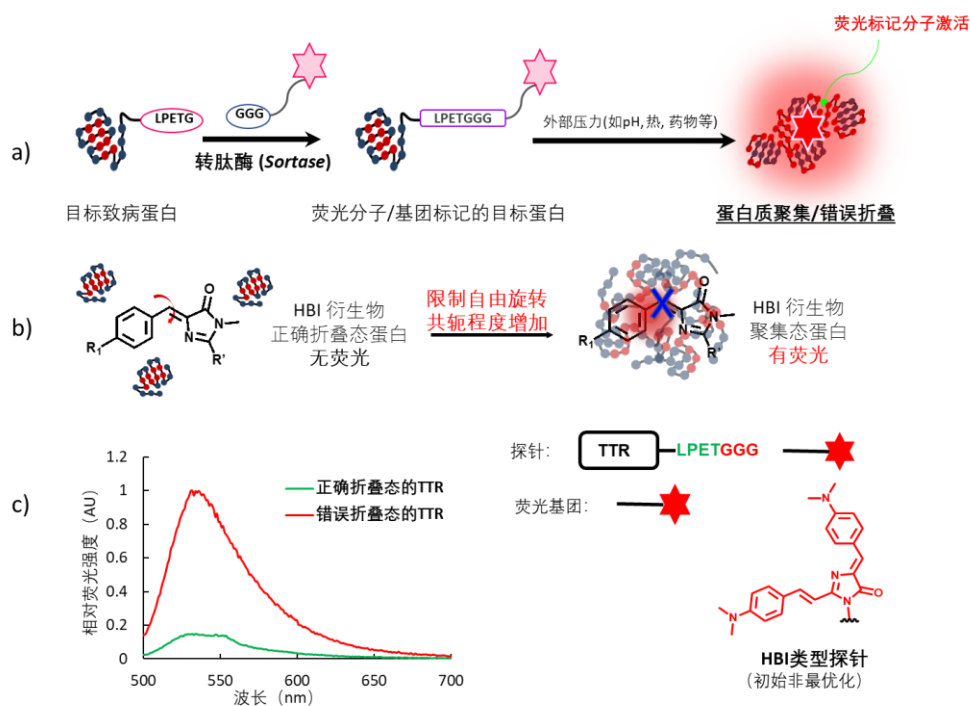 荧光标记分子激活
LPETG
GGG
LPETGGG
外部压力(如pH, 热, 药物等)
a)
转肽酶 (Sortase)
目标致病蛋白
荧光分子/基团标记的目标蛋白
蛋白质聚集/错误折叠
b)
O
N
N
R₁
R'
HBI 衍生物
正确折叠态蛋白
无荧光
限制自由旋转
共轭程度增加
X
O
N
N
R₁
R'
HBI 衍生物
聚集态蛋白
有荧光
c)
1.2
1
0.8
0.6
0.4
0.2
0
相对荧光强度（AU）
正确折叠态的TTR
错误折叠态的TTR
500
550
600
650
700
波长（nm）
探针:
TTR
LPETGGG
荧光基团:
N
N
O
N
N
HBI类型探针
(初始非最优化)